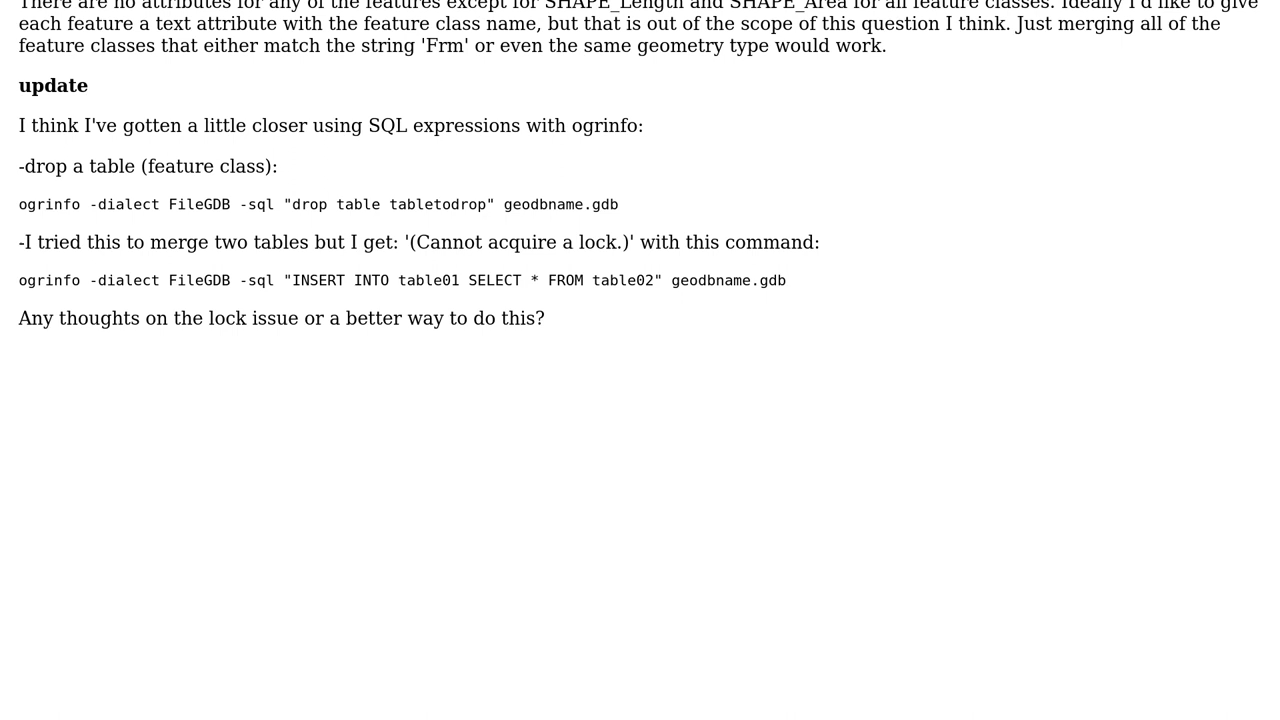 There are no attributes for any of the features except for SHAPE_Length and SHAPE_Area for all feature classes. Ideally I'd like to give
each feature a text attribute with the feature class name, but that is out of the scope of this question I think. Just merging all of the
feature classes that either match the string 'Frm' or even the same geometry type would work.
update
I think I've gotten a little closer using SQL expressions with ogrinfo:
-drop a table (feature class):
ogrinfo -dialect FileGDB -sql "drop table tabletodrop" geodbname.gdb
-I tried this to merge two tables but I get: '(Cannot acquire a lock.)' with this command:
ogrinfo -dialect FileGDB -sql "INSERT INTO table01 SELECT * FROM table02" geodbname.gdb
Any thoughts on the lock issue or a better way to do this?